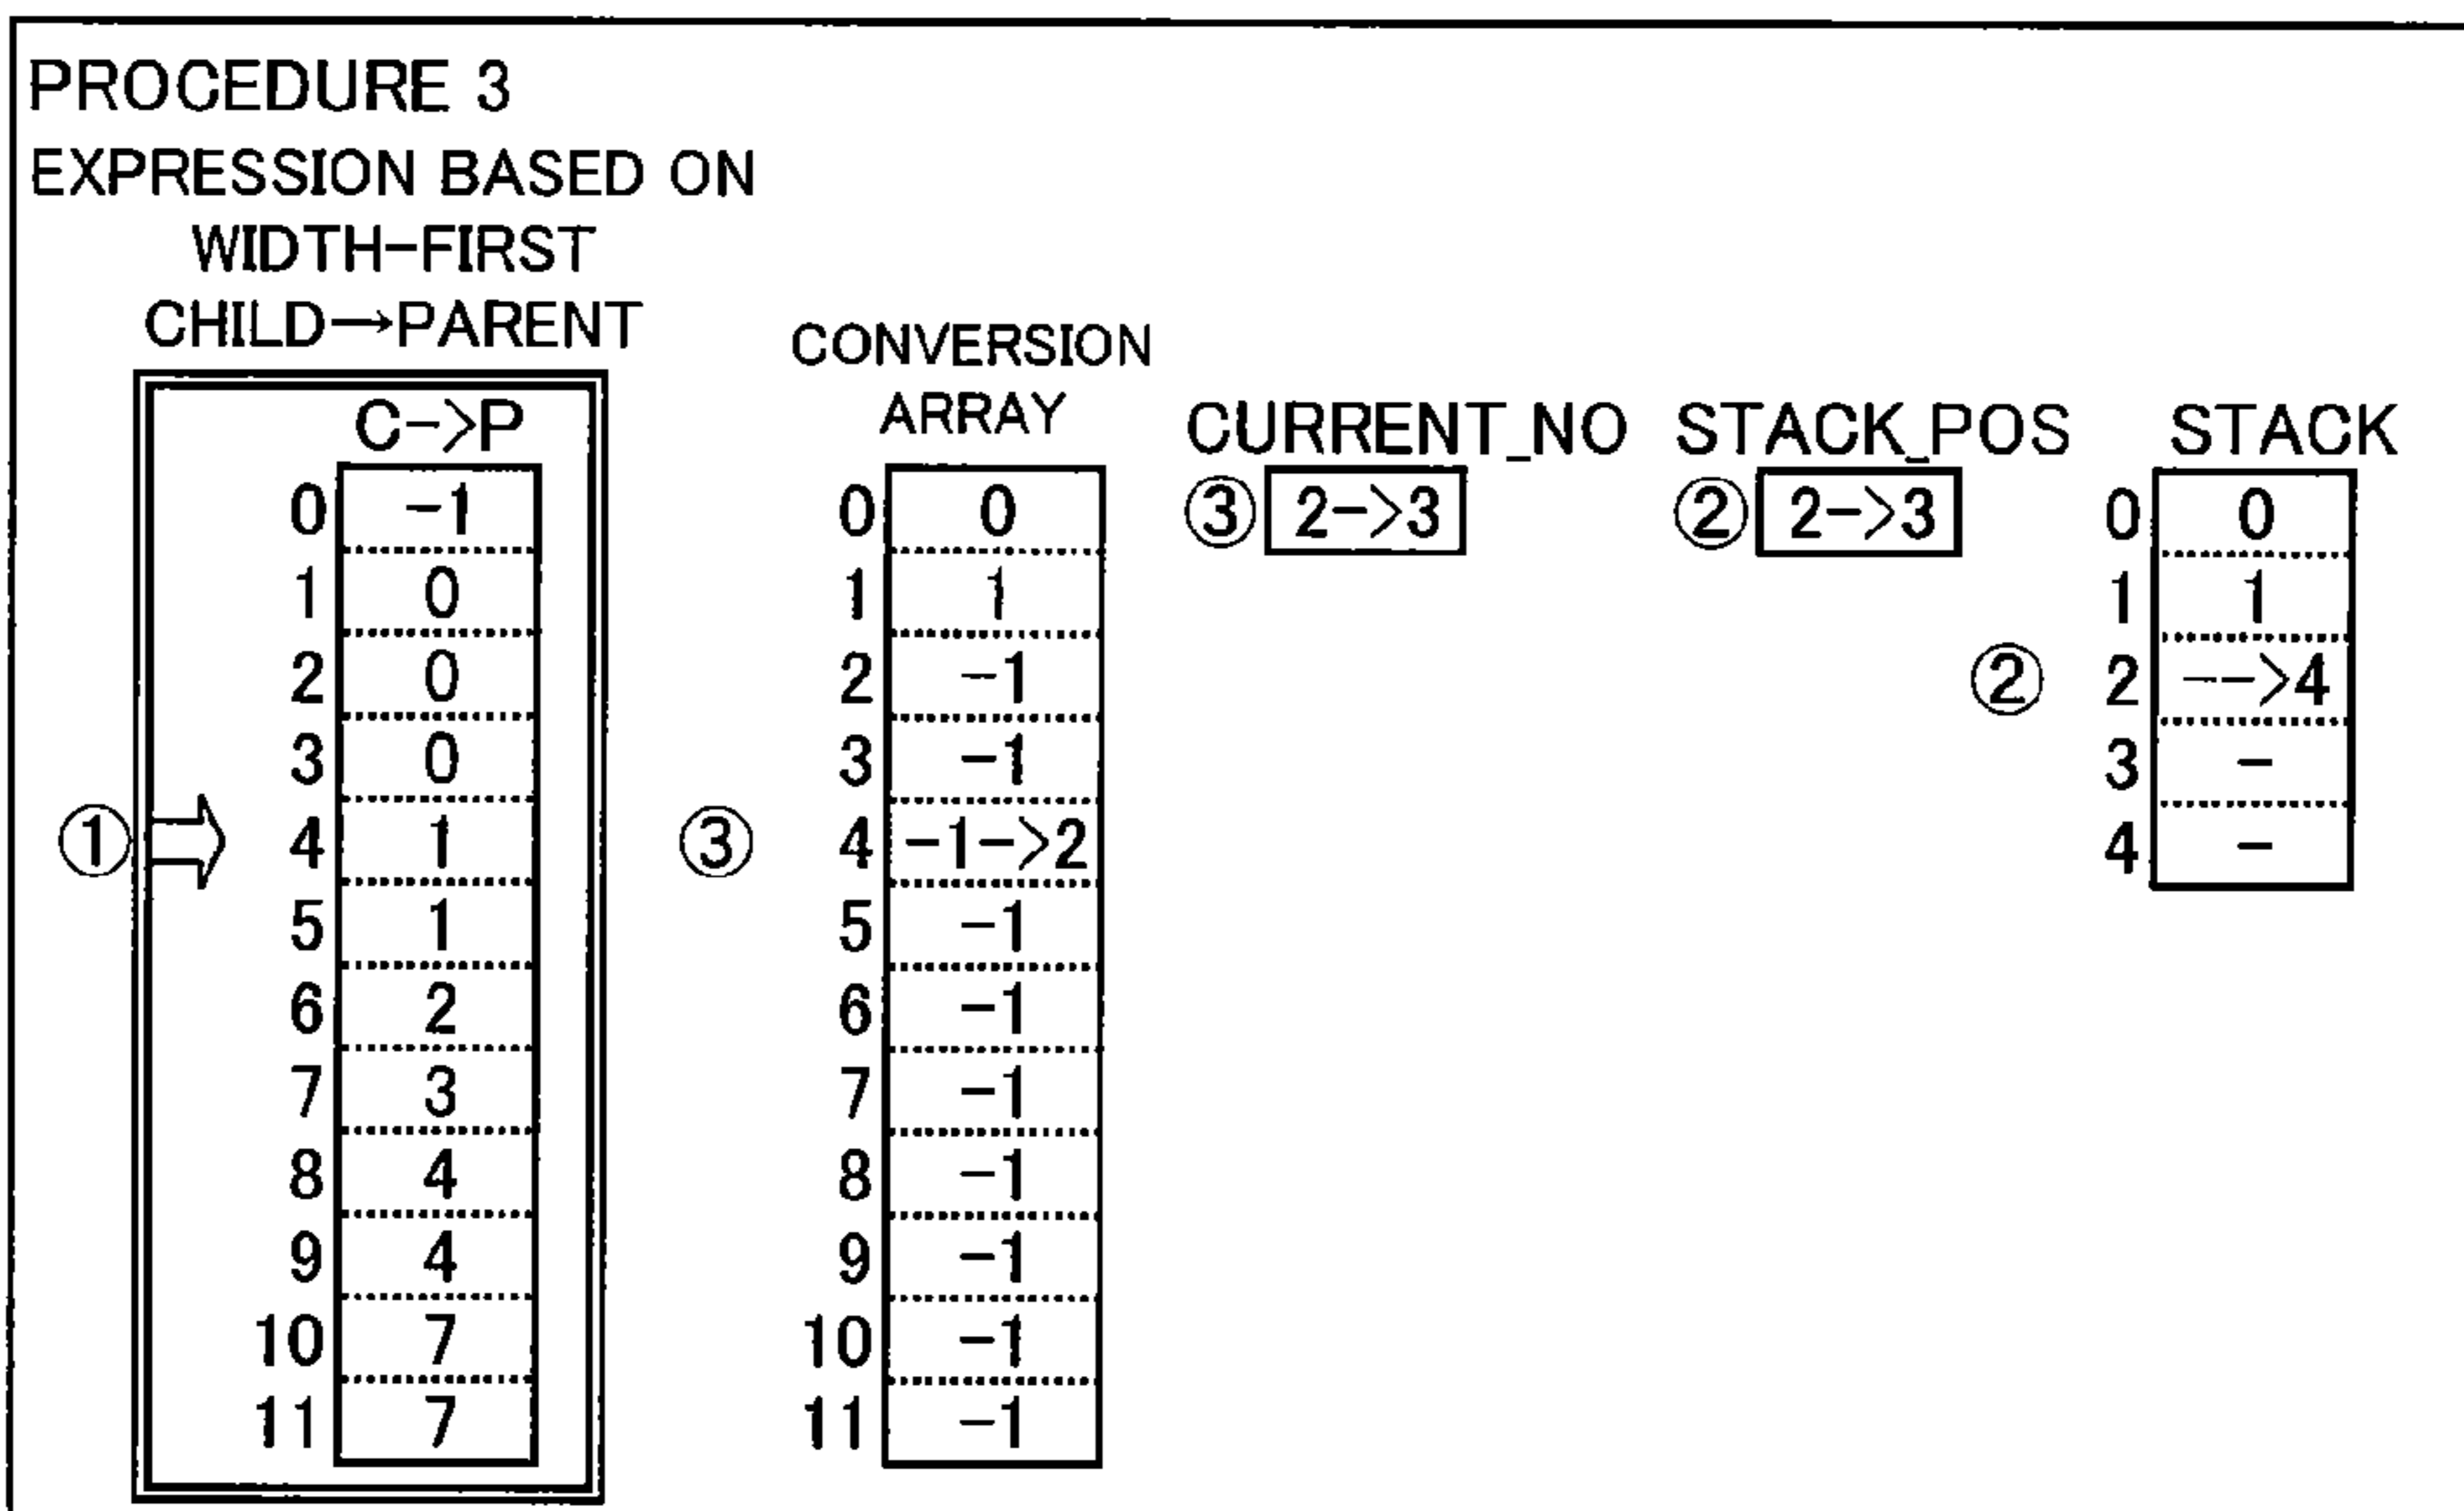 PROCEDURE 3
EXPRESSION BASED ON
WIDTH-FIRST
CHILD→PARENT
CONVERSION
ARRAY
C->P
CURRENT_NO STACK_POS STACK
0 -1 0 0 ③ 2->3 ② 2->3 0 0
1 0 1 1 1 1
2 0 2 -1 ② 2 -->4
3 0 3 -1 3 -
① 4 1 ③ 4 -1->2 4 -
5 1 5 -1
6 2 6 -1
7 3 7 -1
8 4 8 -1
9 4 9 -1
10 7 10 -1
11 7 11 -1